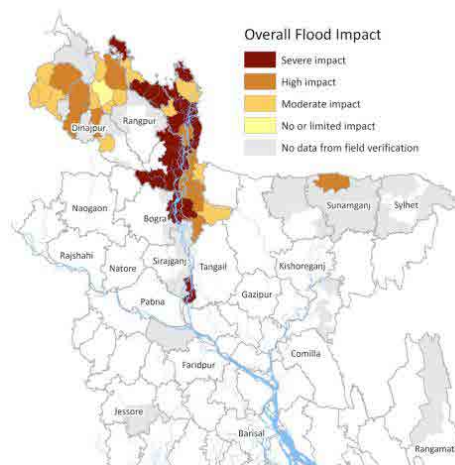 Overall Flood Impact
Severe impact
High impact
Moderate impact
No or limited impact
No data from field verification
Dinajpur
Rangpur
Naogaon
Bogra
Sunamganj
Sylhet
Rajshahi
Natore
Sirajganj
Tangail
Kishoreganj
Pabna
Gazipur
Faridpur
Comilla
Jessore
Barisal
Rangamat